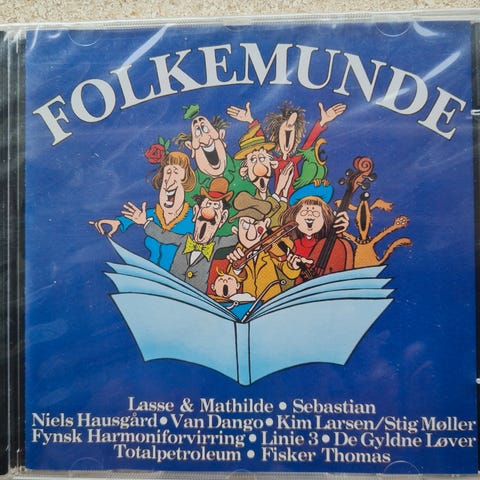 FOLKEMUNDE
Lasse & Mathilde • Sebastian
Niels Hausgård • Van Dango • Kim Larsen/Stig Møller
Fynsk Harmoniforvirring • Linie 3 • De Gyldne Løver
Totalpetroleum • Fisker Thomas